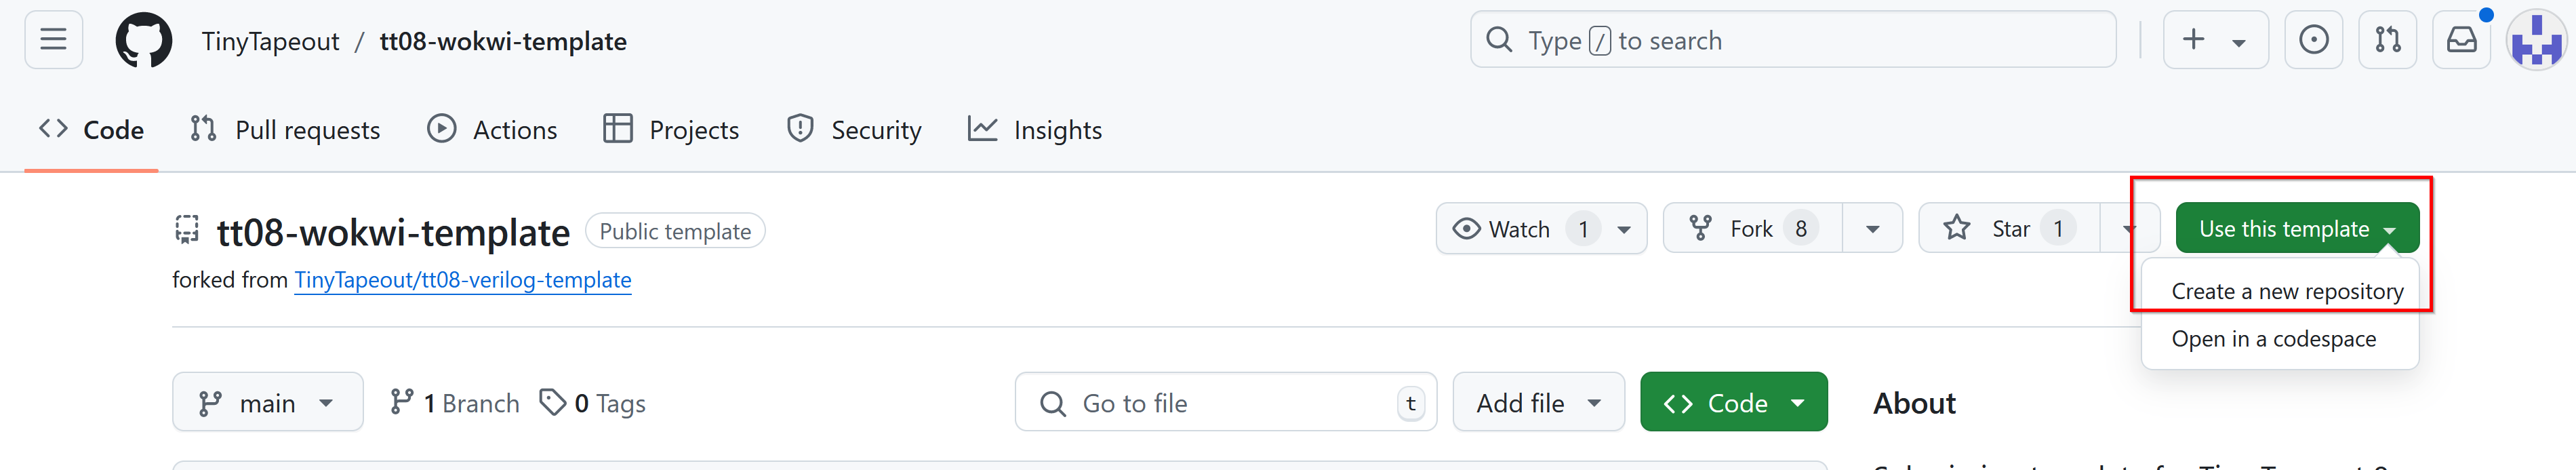 TinyTapeout / tt08-wokwi-template
Type / to search
Code
Pull requests
Actions
Projects
Security
Insights
tt08-wokwi-template
Public template
Watch 1
Fork 8
Star 1
Use this template
forked from TinyTapeout/tt08-verilog-template
Create a new repository
Open in a codespace
main
1 Branch
0 Tags
Go to file
t
Add file
Code
About